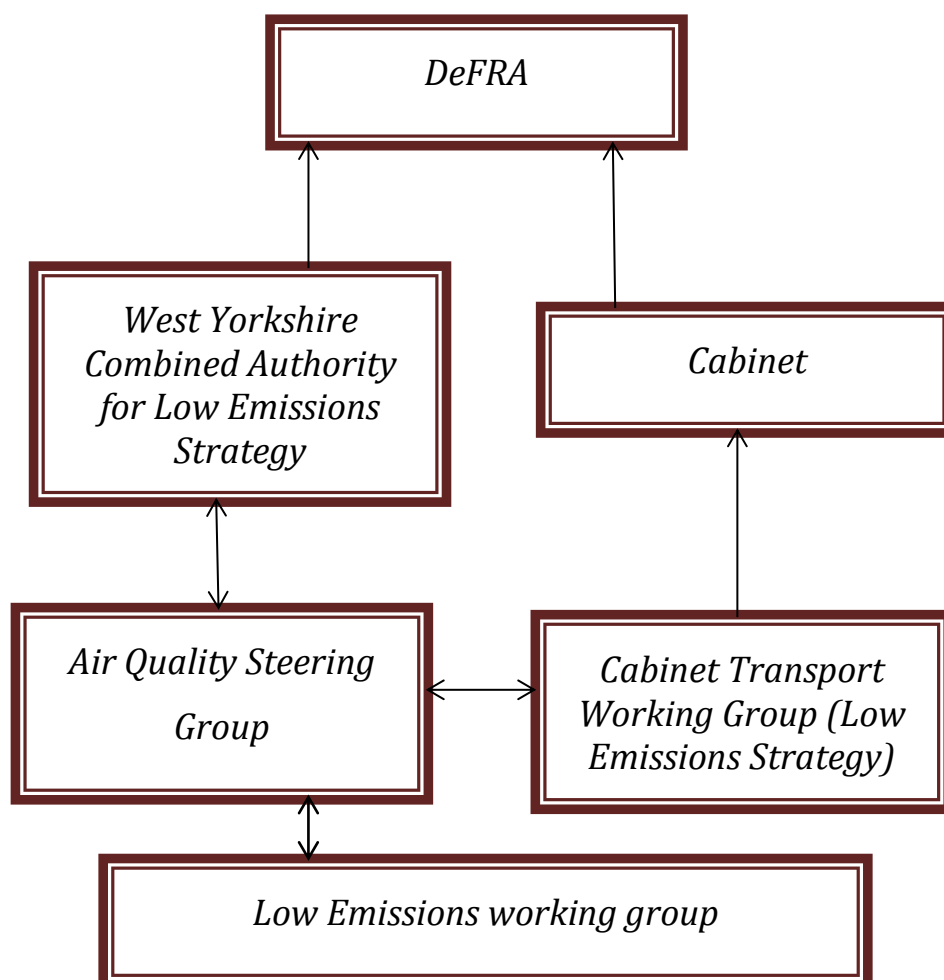 DeFRA
West Yorkshire
Combined Authority
for Low Emissions
Strategy
Cabinet
Air Quality Steering
Group
Cabinet Transport
Working Group (Low
Emissions Strategy)
Low Emissions working group